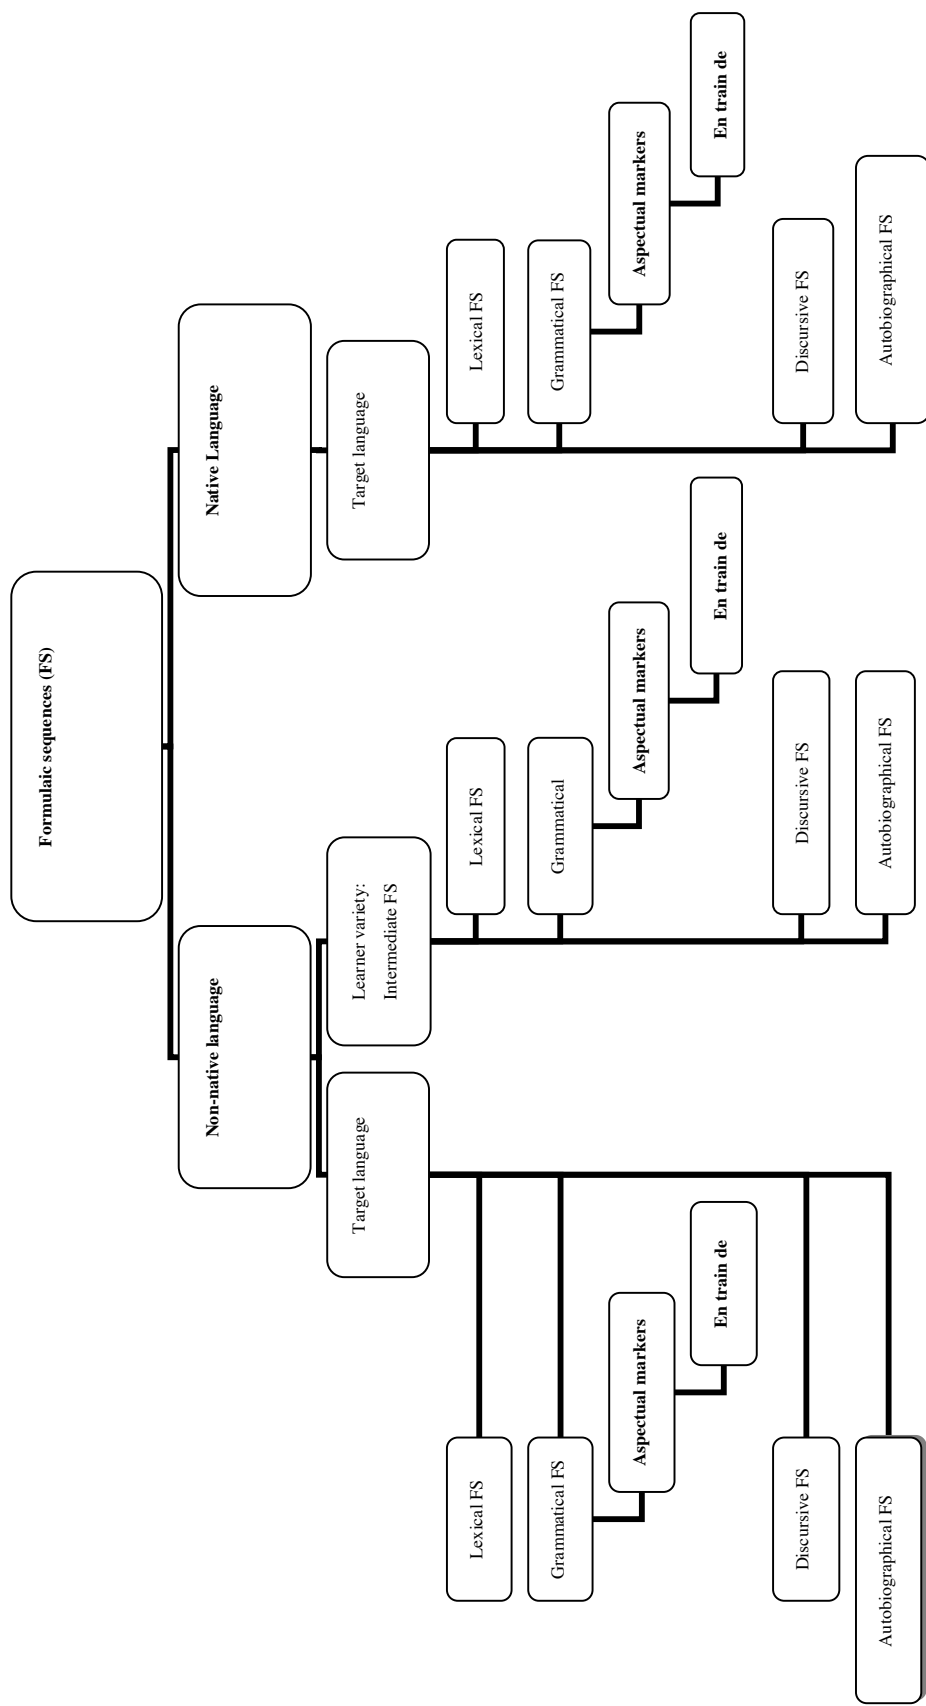 Formulaic sequences (FS)
Non-native language
Native Language
Target language
Learner variety:
Intermediate FS
Target language
Lexical FS
Grammatical FS
Aspectual markers
En train de
Discursive FS
Autobiographical FS
Lexical FS
Grammatical
Aspectual markers
En train de
Discursive FS
Autobiographical FS
Lexical FS
Grammatical FS
Aspectual markers
En train de
Discursive FS
Autobiographical FS